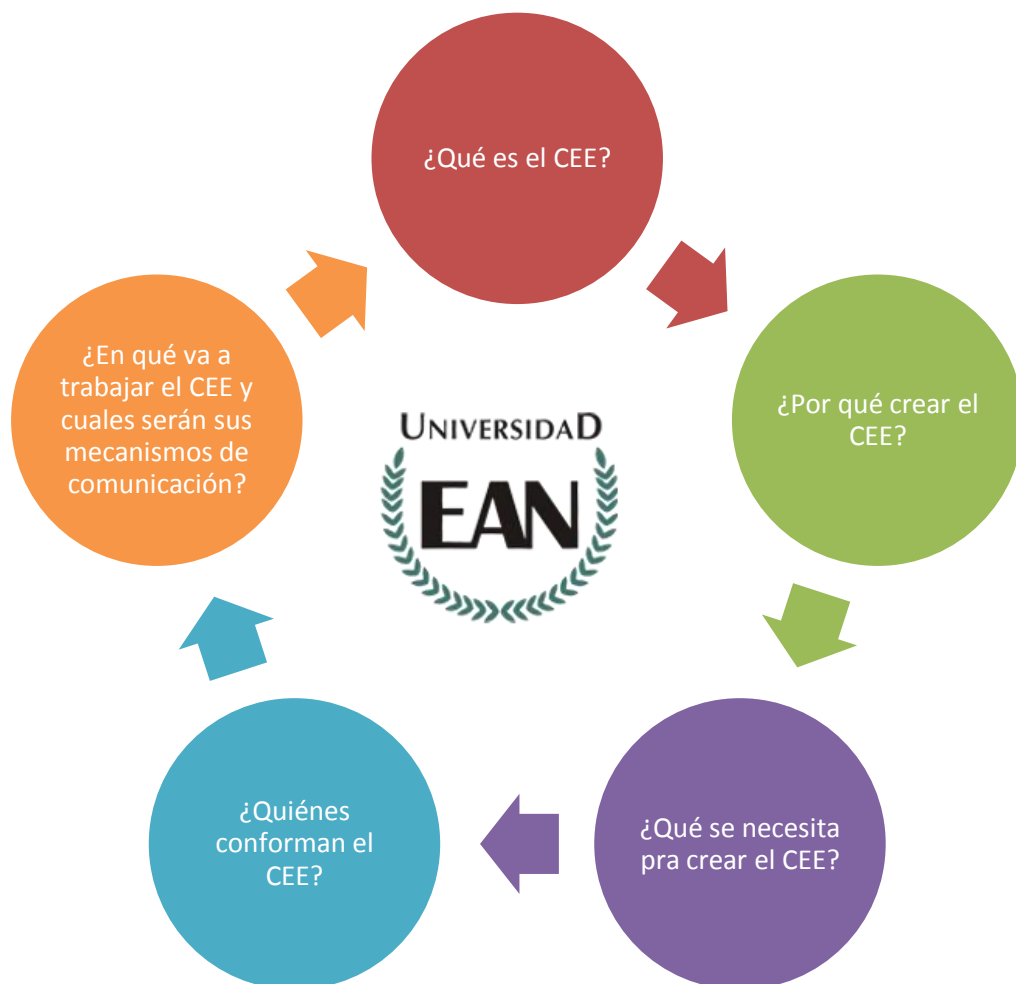 ¿Qué es el CEE?
¿Por qué crear el
CEE?
¿Qué se necesita
pra crear el CEE?
¿Quiénes
conforman el
CEE?
¿En qué va a
trabajar el CEE y
cuales serán sus
mecanismos de
comunicación?
UNIVERSIDAD
EAN